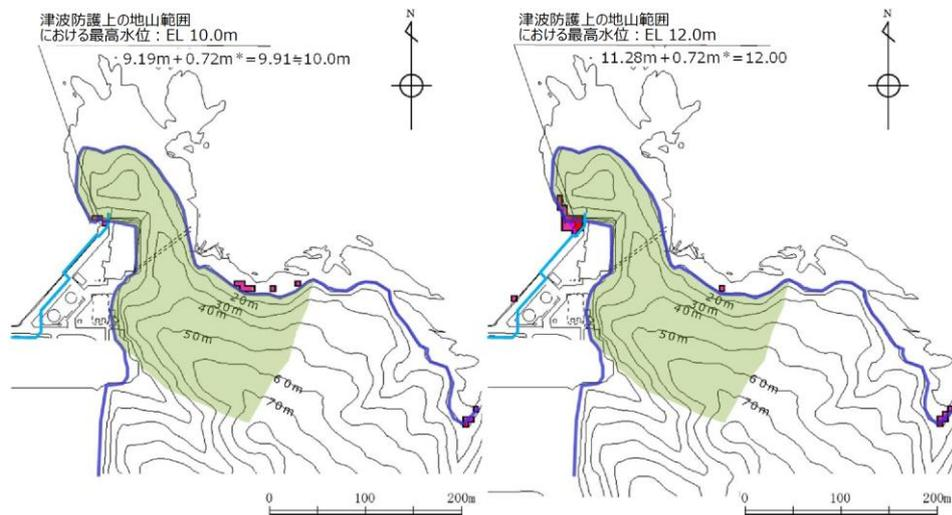 津波防護上の地山範囲
における最高水位：EL 10.0m
9.19m＋0.72m＊＝9.91≒10.0m
N
20m
30m
40m
50m
60m
70m
0 100 200m
津波防護上の地山範囲
における最高水位：EL 12.0m
11.28m＋0.72m＊＝12.00
N
20m
30m
40m
50m
60m
70m
0 100 200m